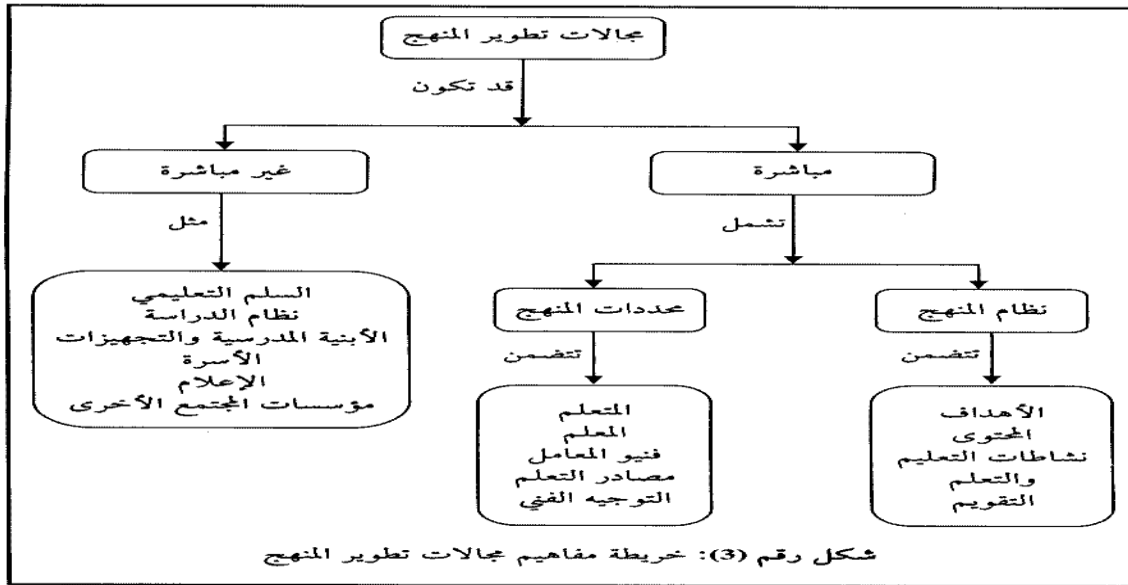 مجالات تطوير المنهج
قد تكون
مباشرة
غير مباشرة
تشمل
مثل
نظام المنهج
محددات المنهج
السلم التعليمي
نظام الدراسة
الأبنية المدرسية والتجهيزات
الأسرة
الإعلام
مؤسسات المجتمع الأخرى
تتضمن
تتضمن
الأهداف
المحتوى
نشاطات التعليم
والتعلم
التقويم
المتعلم
المعلم
فنيو المعامل
مصادر التعلم
التوجيه الفني
شكل رقم (3): خريطة مفاهيم مجالات تطوير المنهج